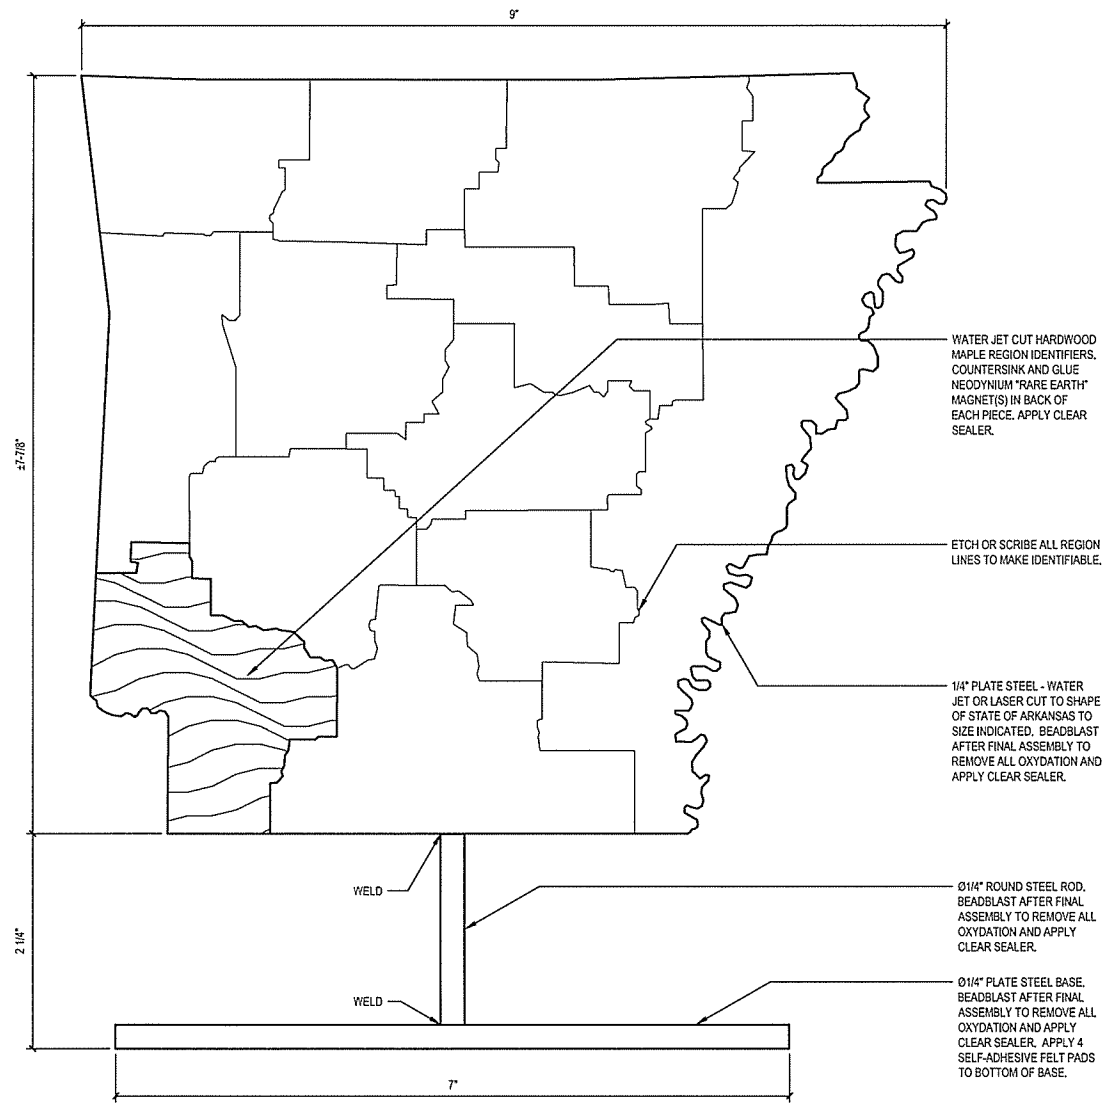 9"
WATER JET CUT HARDWOOD
MAPLE REGION IDENTIFIERS.
COUNTERSINK AND GLUE
NEODYNIUM "RARE EARTH"
MAGNET(S) IN BACK OF
EACH PIECE. APPLY CLEAR
SEALER.
±7-7/8"
ETCH OR SCRIBE ALL REGION
LINES TO MAKE IDENTIFIABLE.
1/4" PLATE STEEL - WATER
JET OR LASER CUT TO SHAPE
OF STATE OF ARKANSAS TO
SIZE INDICATED. BEADBLAST
AFTER FINAL ASSEMBLY TO
REMOVE ALL OXYDATION AND
APPLY CLEAR SEALER.
WELD
Ø1/4" ROUND STEEL ROD.
BEADBLAST AFTER FINAL
ASSEMBLY TO REMOVE ALL
OXYDATION AND APPLY
CLEAR SEALER.
2 1/4"
WELD
Ø1/4" PLATE STEEL BASE.
BEADBLAST AFTER FINAL
ASSEMBLY TO REMOVE ALL
OXYDATION AND APPLY
CLEAR SEALER. APPLY 4
SELF-ADHESIVE FELT PADS
TO BOTTOM OF BASE.
7"